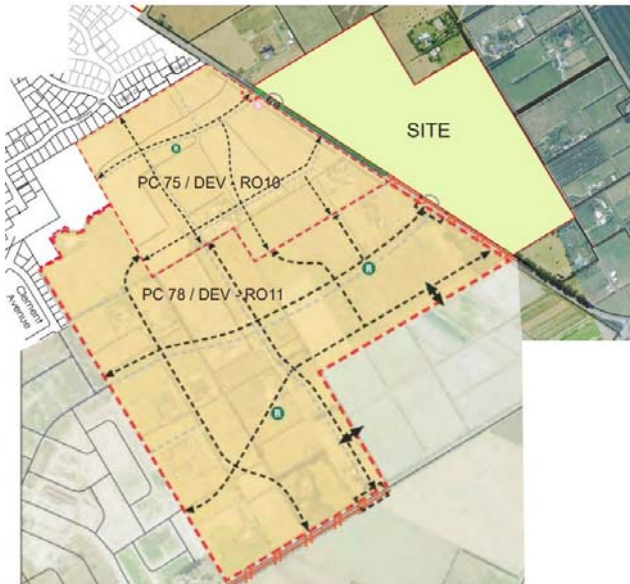 SITE
R
PC 75 / DEV - RO10
R
PC 78 / DEV - RO11
Clement
Avenue
R